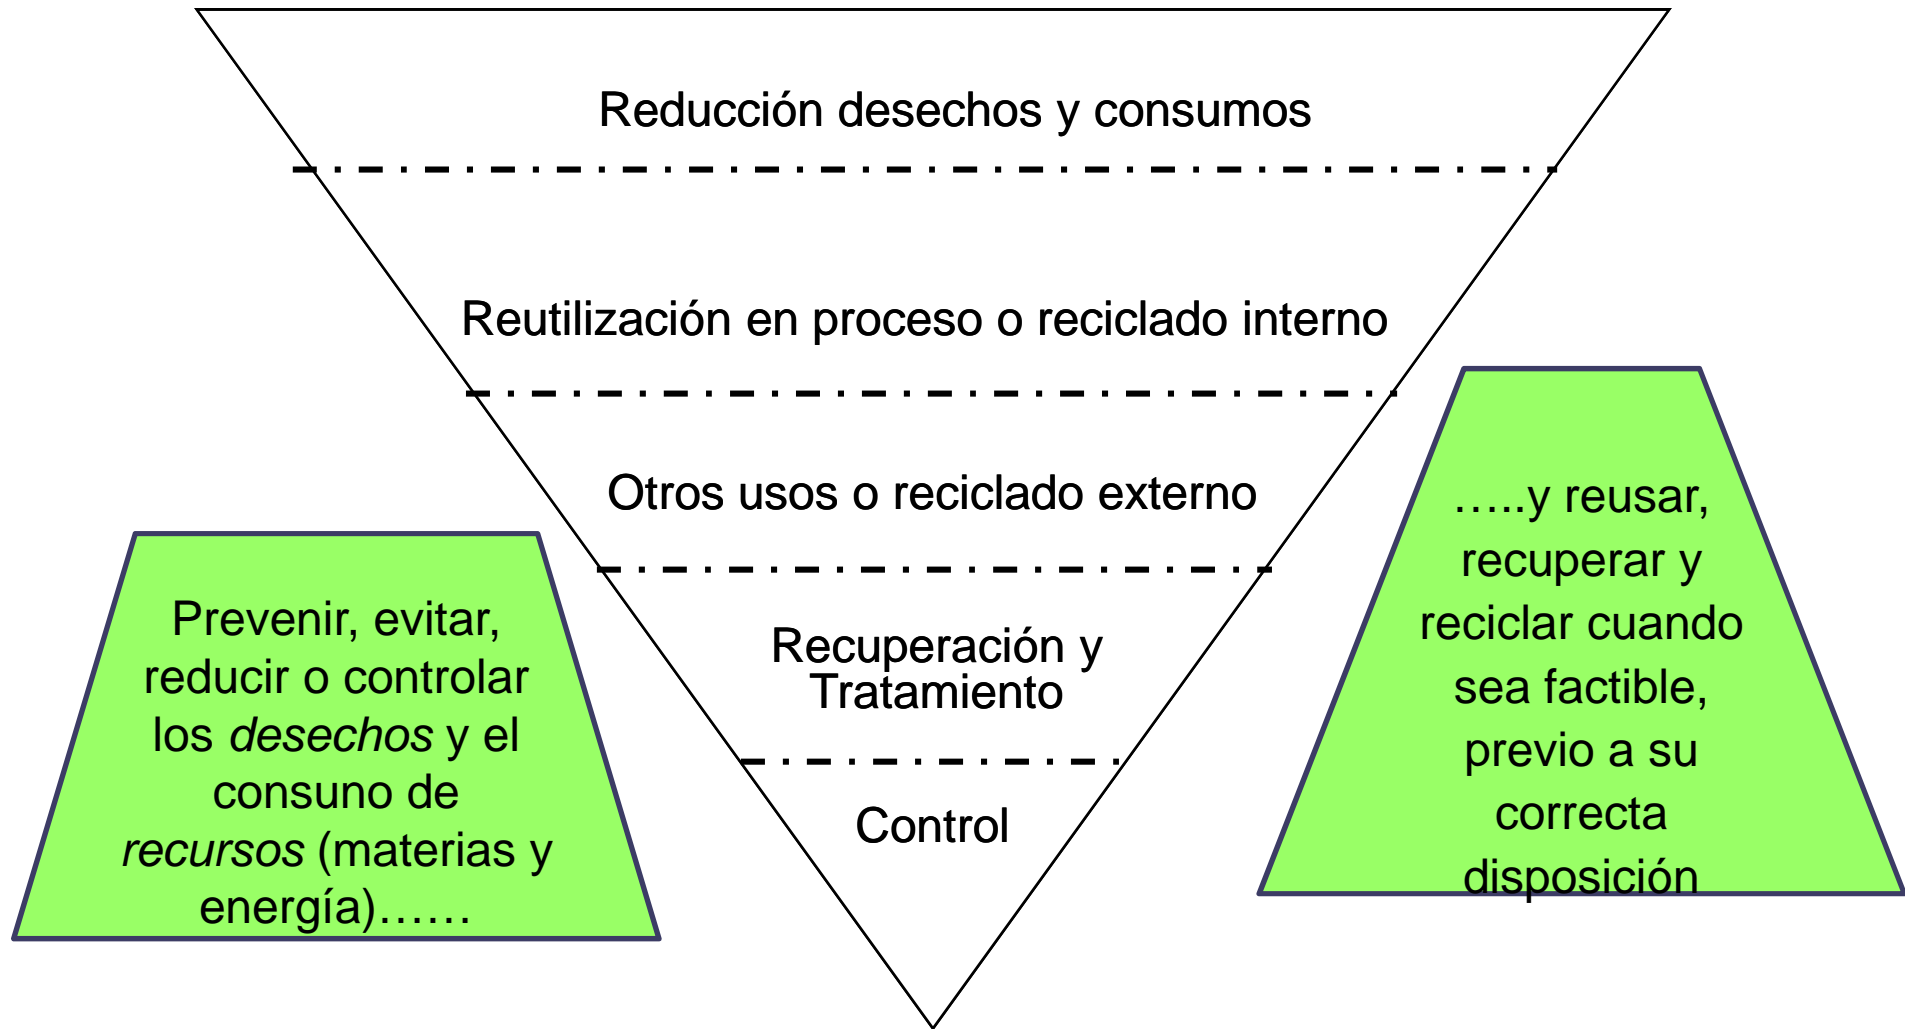 Reducción desechos y consumos
Reutilización en proceso o reciclado interno
Otros usos o reciclado externo
Recuperación y
Tratamiento
Control
Prevenir, evitar,
reducir o controlar
los desechos y el
consuno de
recursos (materias y
energía)……
…..y reusar,
recuperar y
reciclar cuando
sea factible,
previo a su
correcta
disposición